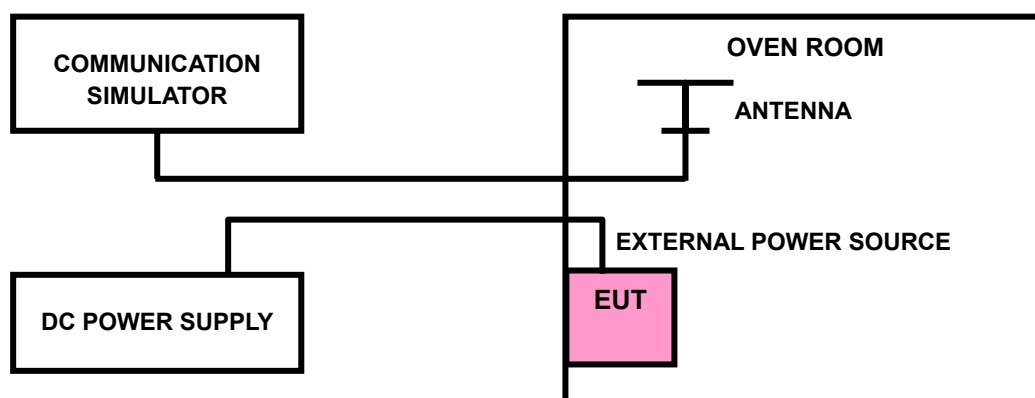 COMMUNICATION
SIMULATOR
OVEN ROOM
ANTENNA
EXTERNAL POWER SOURCE
EUT
DC POWER SUPPLY